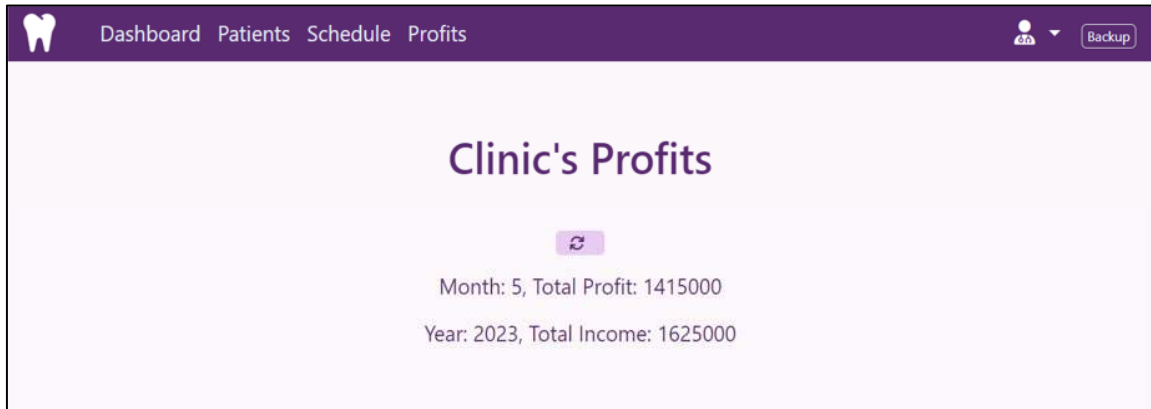 Dashboard Patients Schedule Profits Backup
Clinic's Profits
Month: 5, Total Profit: 1415000
Year: 2023, Total Income: 1625000